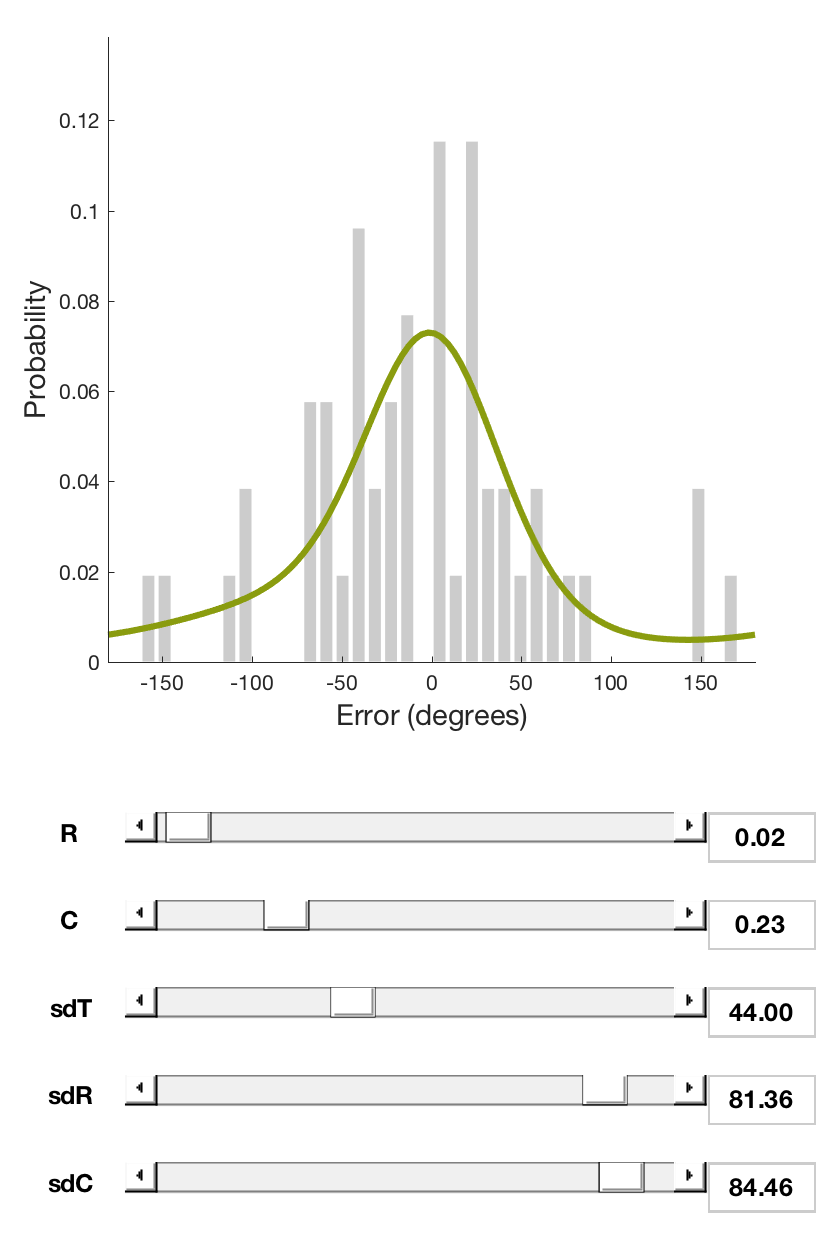 0.12
0.1
0.08
0.06
0.04
0.02
0
Probability
-150 -100 -50 0 50 100 150
Error (degrees)
R 0.02
C 0.23
sdT 44.00
sdR 81.36
sdC 84.46